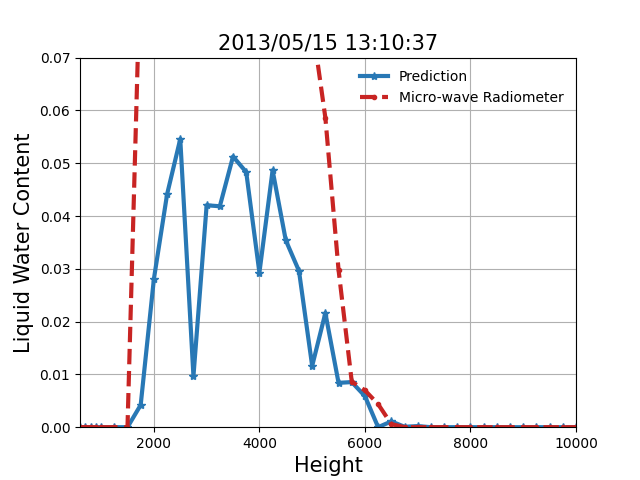 2013/05/15 13:10:37
0.07
0.06
0.05
0.04
0.03
0.02
0.01
0.00
Liquid Water Content
Prediction
Micro-wave Radiometer
2000 4000 6000 8000 10000
Height